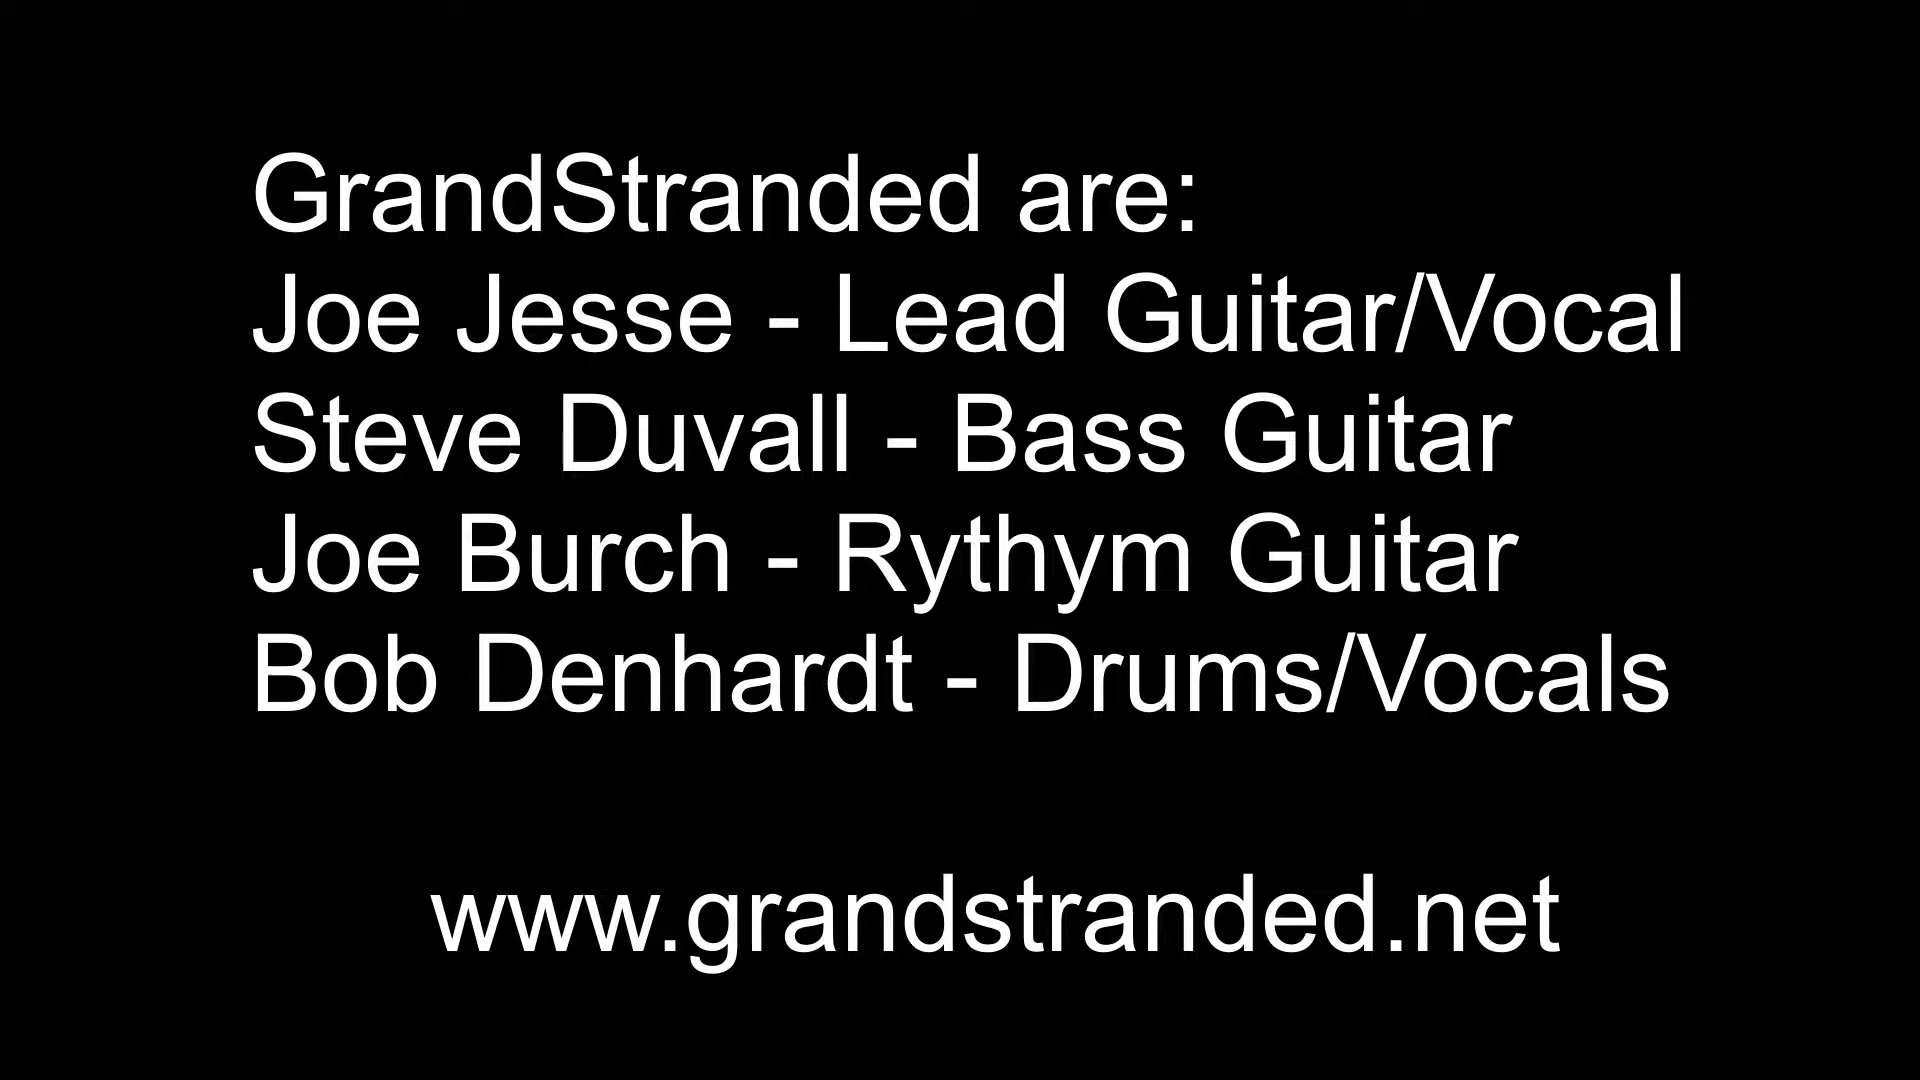 GrandStranded are:
Joe Jesse - Lead Guitar/Vocal
Steve Duvall - Bass Guitar
Joe Burch - Rythym Guitar
Bob Denhardt - Drums/Vocals
www.grandstranded.net